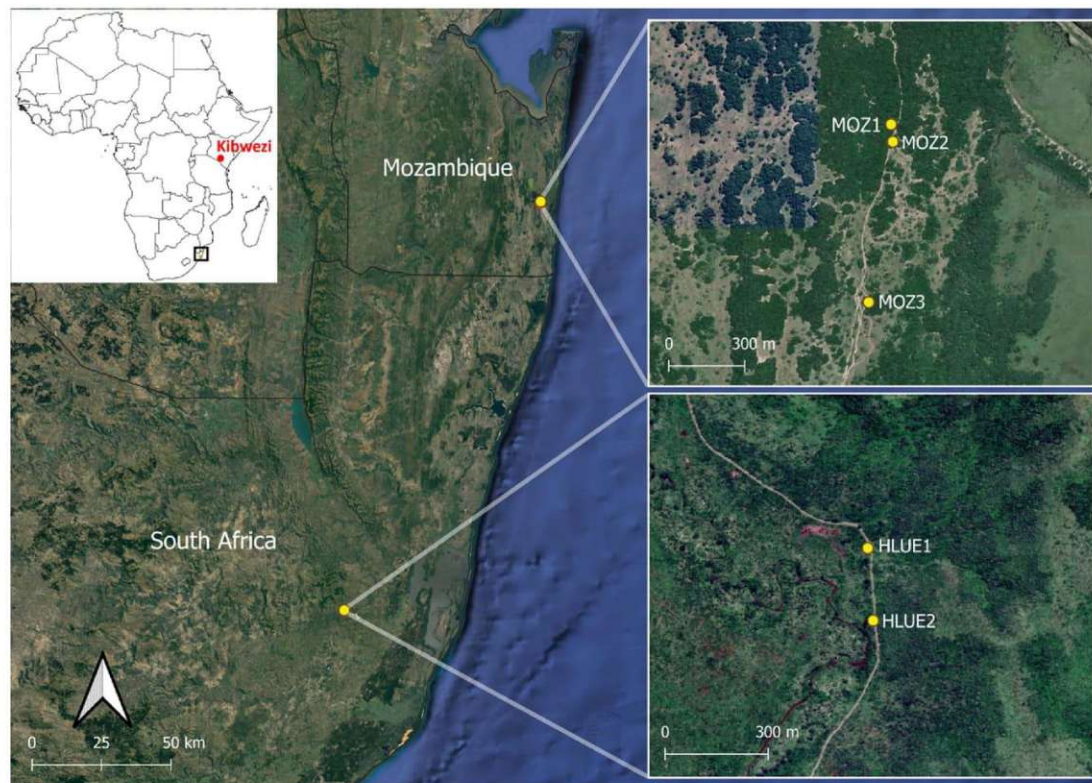 Kibwezi
Mozambique
South Africa
0 25 50 km
MOZ1
MOZ2
MOZ3
0 300 m
HLUE1
HLUE2
0 300 m